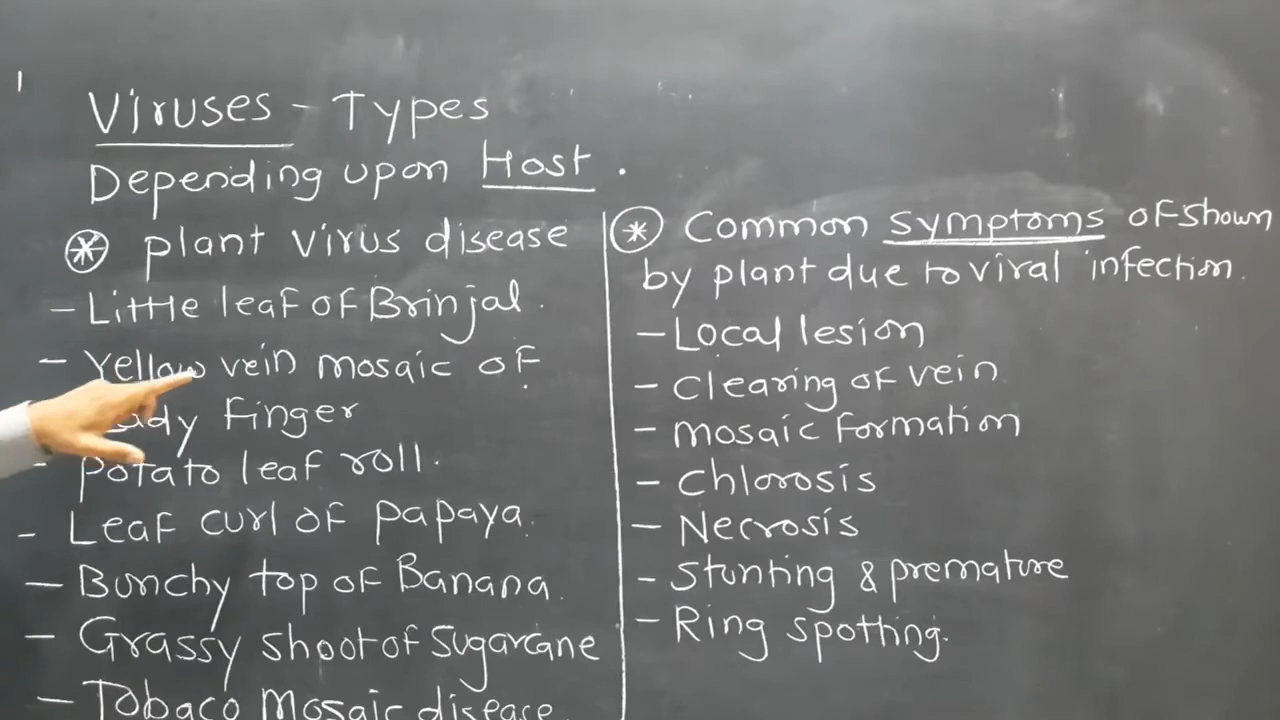 Viruses - Types
Depending upon Host.
* plant virus disease
- Little leaf of Brinjal.
- Yellow vein mosaic of
Lady Finger
- Potato leaf roll.
- Leaf curl of papaya.
- Bunchy top of Banana.
- Grassy shoot of Sugarcane
- Tobaco Mosaic disease
* Common symptoms of shown
by plant due to viral infection.
- Local lesion
- Clearing of vein
- Mosaic Formation
- Chlorosis
- Necrosis
- Stunting & premature
- Ring spotting.